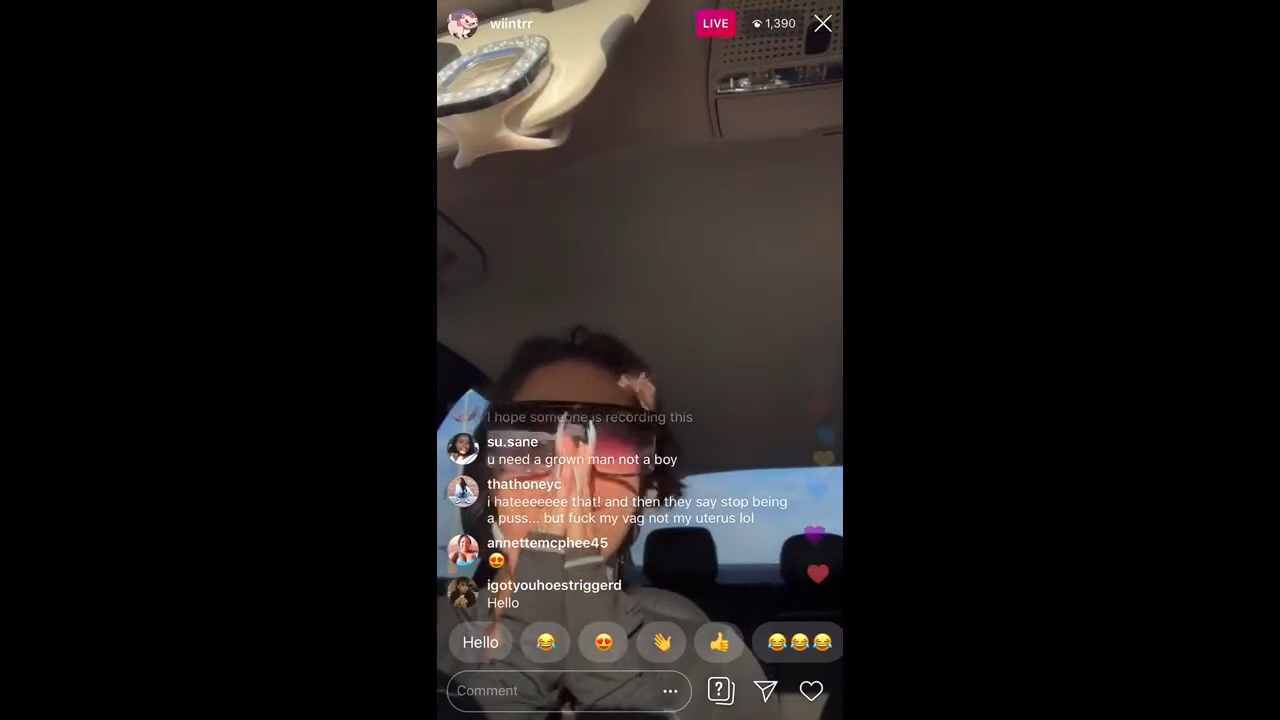 wiintrr
LIVE
1,390
I hope someone is recording this
su.sane
u need a grown man not a boy
thathoneyc
i hateeeeeee that! and then they say stop being
a puss... but fuck my vag not my uterus lol
annettemcphee45
😍
igotyouhoestriggerd
Hello
Hello 😂 😍 👋 👍 😂😂😂
Comment